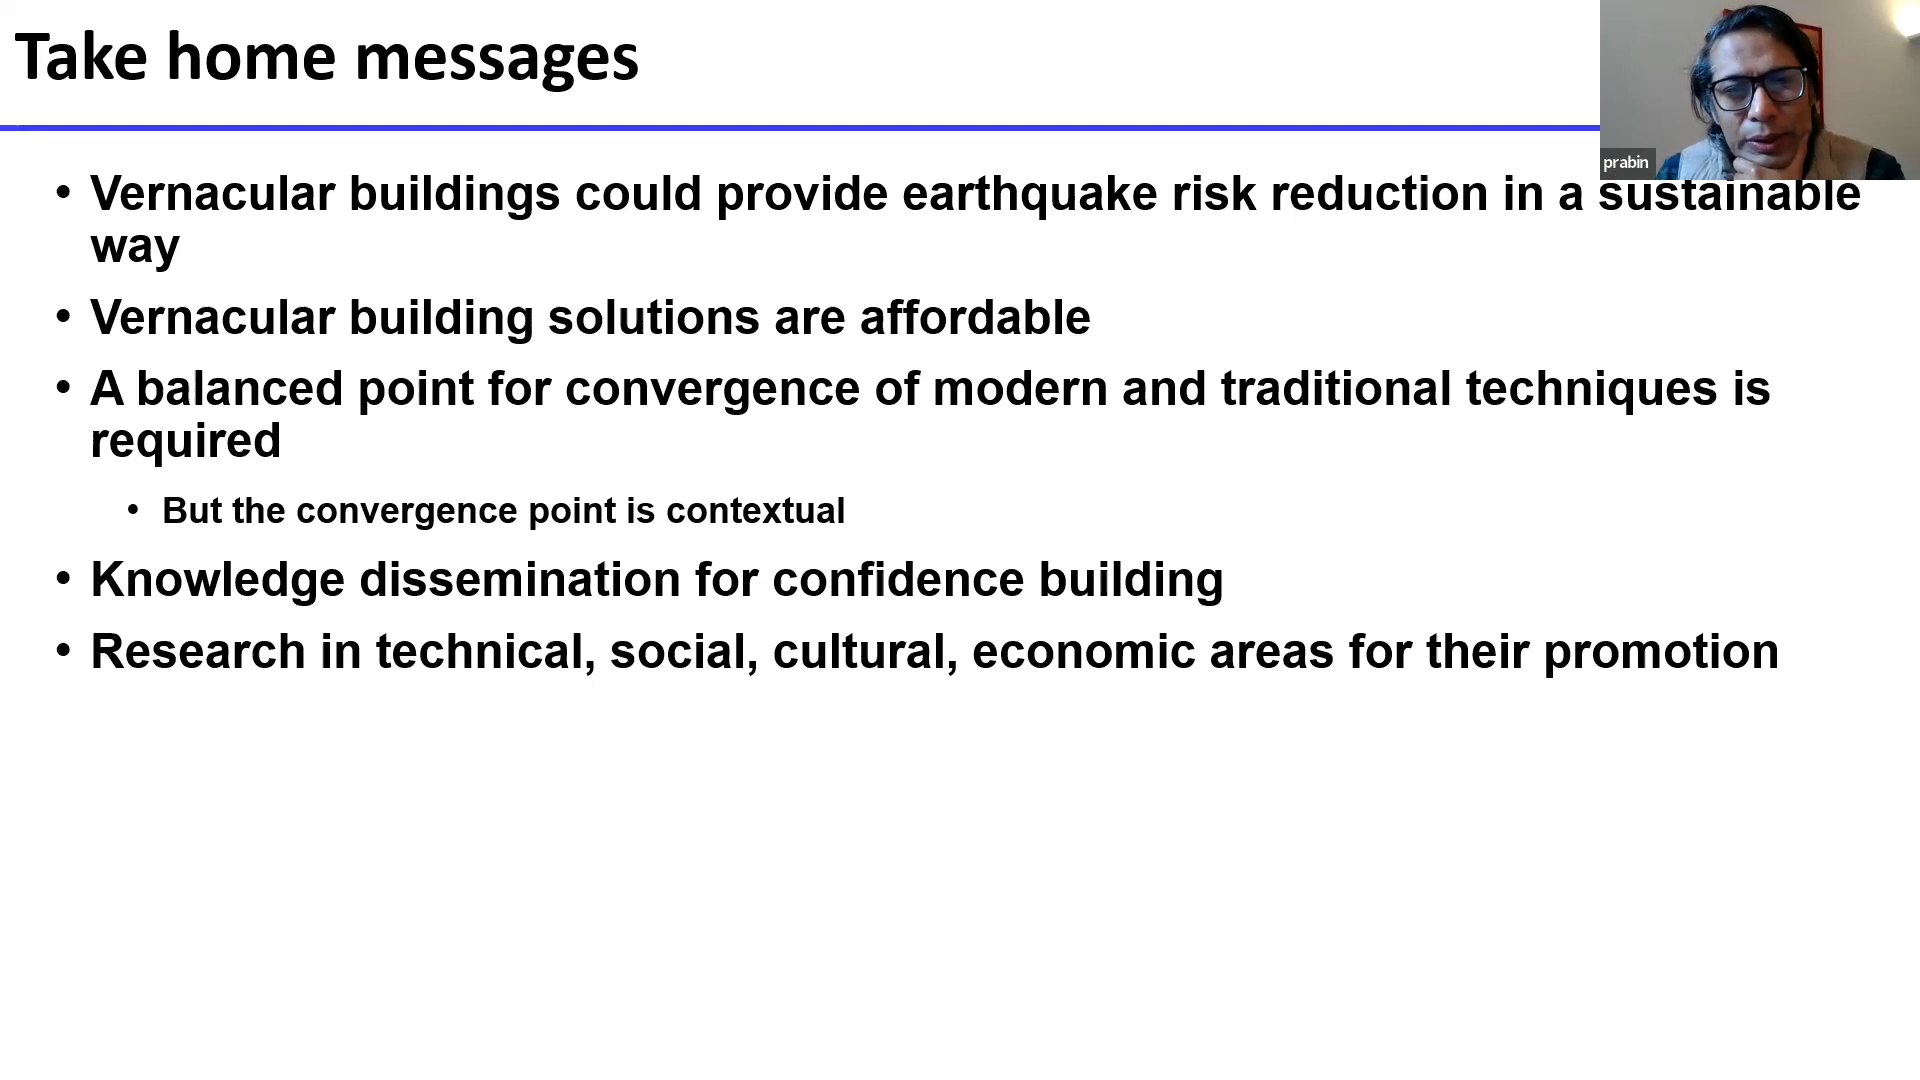 Take home messages
prabin
• Vernacular buildings could provide earthquake risk reduction in a sustainable
way
• Vernacular building solutions are affordable
• A balanced point for convergence of modern and traditional techniques is
required
• But the convergence point is contextual
• Knowledge dissemination for confidence building
• Research in technical, social, cultural, economic areas for their promotion